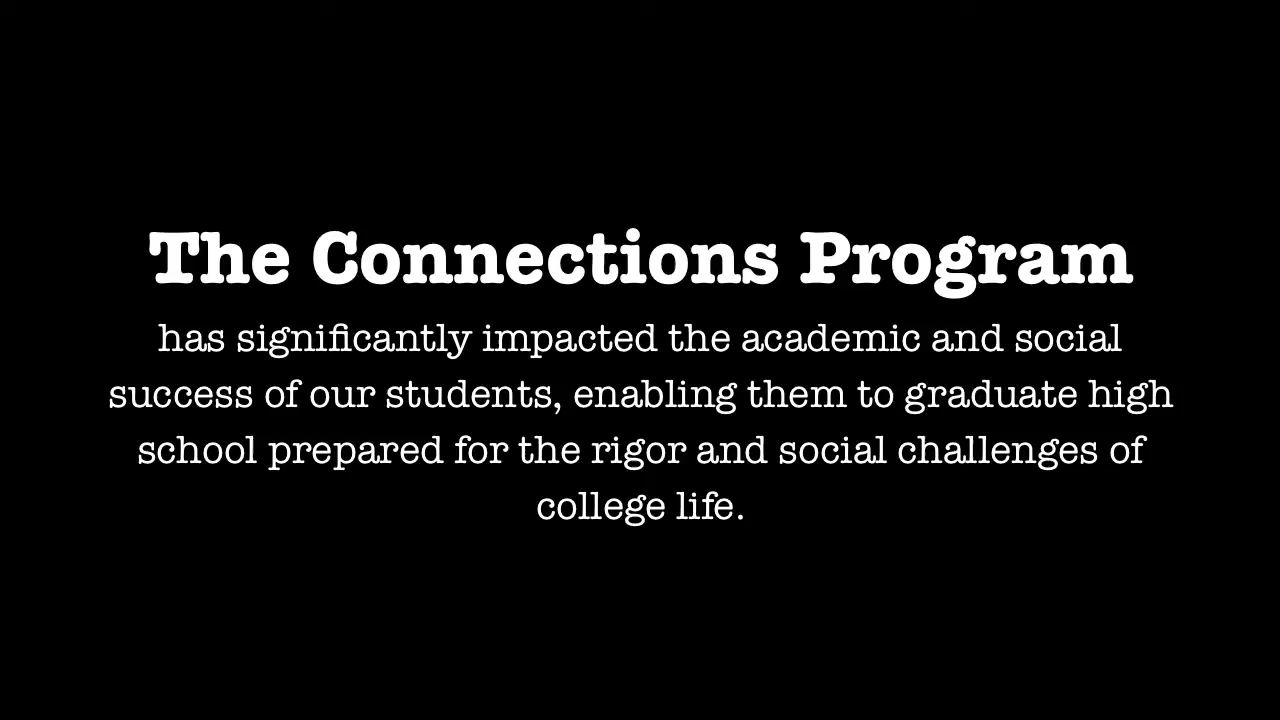 The Connections Program
has significantly impacted the academic and social
success of our students, enabling them to graduate high
school prepared for the rigor and social challenges of
college life.